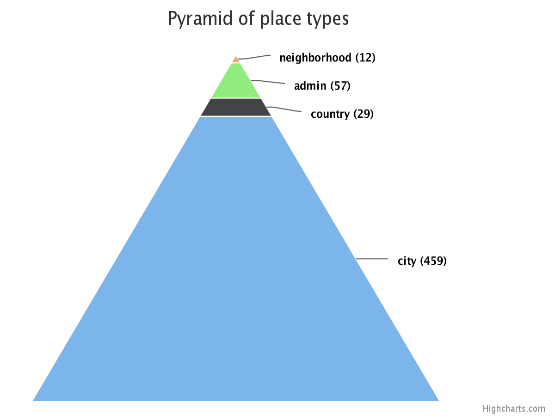 Pyramid of place types
neighborhood (12)
admin (57)
country (29)
city (459)
Highcharts.com